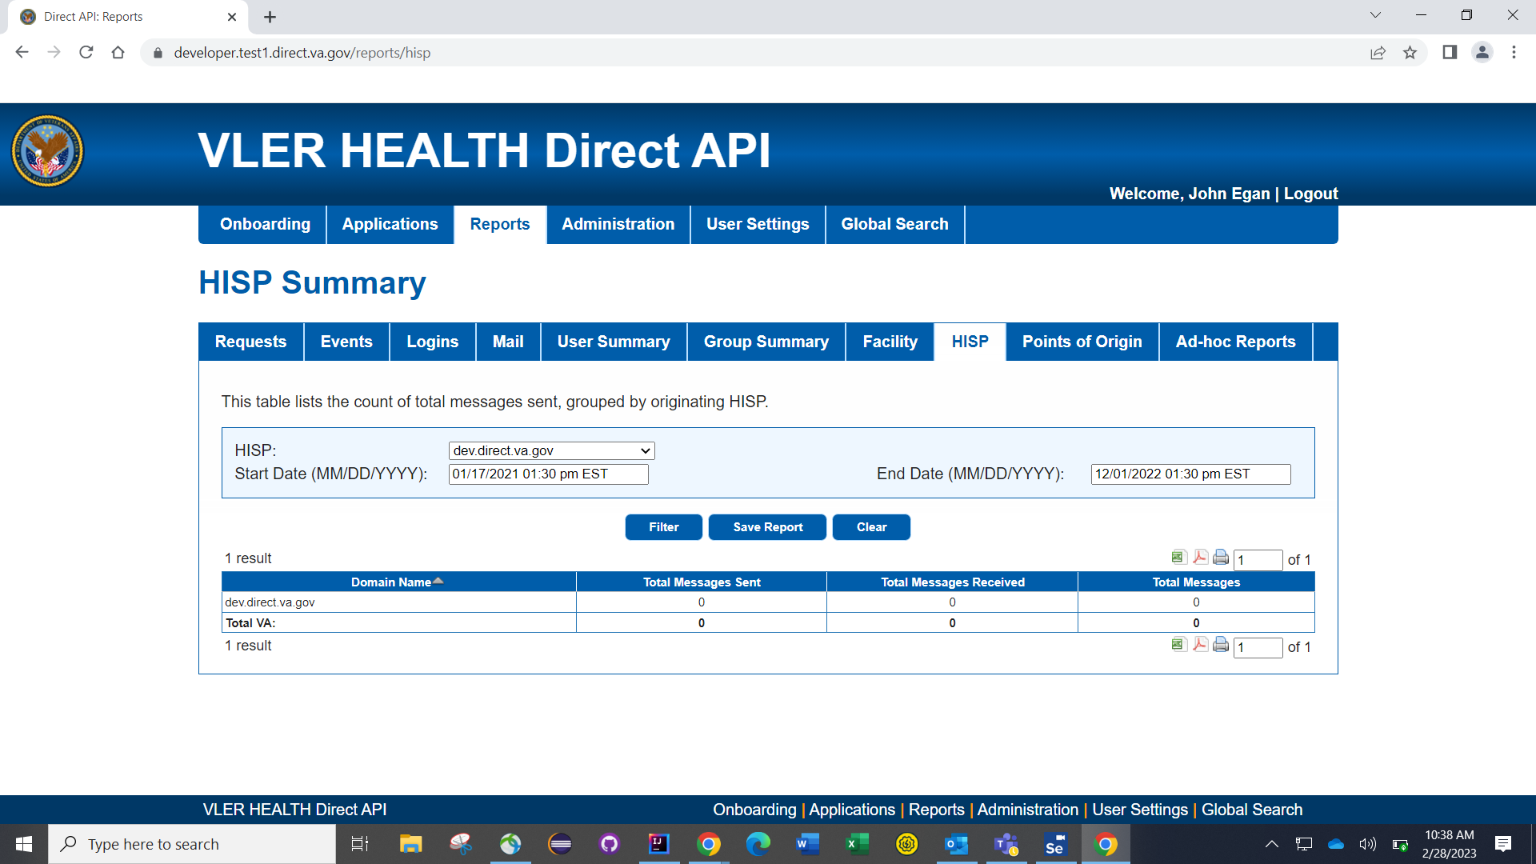 Direct API: Reports
developer.test1.direct.va.gov/reports/hisp
VLER HEALTH Direct API
Welcome, John Egan | Logout
Onboarding Applications Reports Administration User Settings Global Search
HISP Summary
Requests Events Logins Mail User Summary Group Summary Facility HISP Points of Origin Ad-hoc Reports
This table lists the count of total messages sent, grouped by originating HISP.
HISP: dev.direct.va.gov
Start Date (MM/DD/YYYY): 01/17/2021 01:30 pm EST End Date (MM/DD/YYYY): 12/01/2022 01:30 pm EST
Filter Save Report Clear
1 result 1 of 1
Domain Name Total Messages Sent Total Messages Received Total Messages
dev.direct.va.gov 0 0 0
Total VA: 0 0 0
1 result 1 of 1
VLER HEALTH Direct API Onboarding | Applications | Reports | Administration | User Settings | Global Search
Type here to search
10:38 AM
2/28/2023